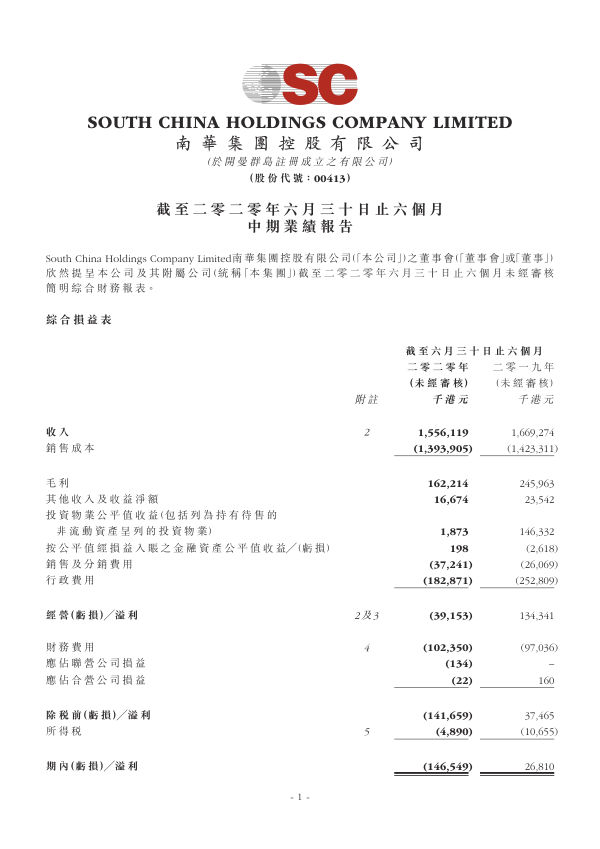 SC
SOUTH CHINA HOLDINGS COMPANY LIMITED
南華集團控股有限公司
(於開曼群島註冊成立之有限公司)
(股份代號：00413)
截至二零二零年六月三十日止六個月
中期業績報告
South China Holdings Company Limited南華集團控股有限公司(「本公司」)之董事會(「董事會」或「董事」)
欣然提呈本公司及其附屬公司(統稱「本集團」)截至二零二零年六月三十日止六個月未經審核
簡明綜合財務報表。
綜合損益表
截至六月三十日止六個月
二零二零年 二零一九年
(未經審核) (未經審核)
附註 千港元 千港元
收入 2 1,556,119 1,669,274
銷售成本 (1,393,905) (1,423,311)
毛利 162,214 245,963
其他收入及收益淨額 16,674 23,542
投資物業公平值收益(包括列為持有待售的
非流動資產呈列的投資物業) 1,873 146,332
按公平值經損益入賬之金融資產公平值收益╱(虧損) 198 (2,618)
銷售及分銷費用 (37,241) (26,069)
行政費用 (182,871) (252,809)
經營(虧損)╱溢利 2及3 (39,153) 134,341
財務費用 4 (102,350) (97,036)
應佔聯營公司損益 (134) –
應佔合營公司損益 (22) 160
除稅前(虧損)╱溢利 (141,659) 37,465
所得稅 5 (4,890) (10,655)
期內(虧損)╱溢利 (146,549) 26,810
- 1 -